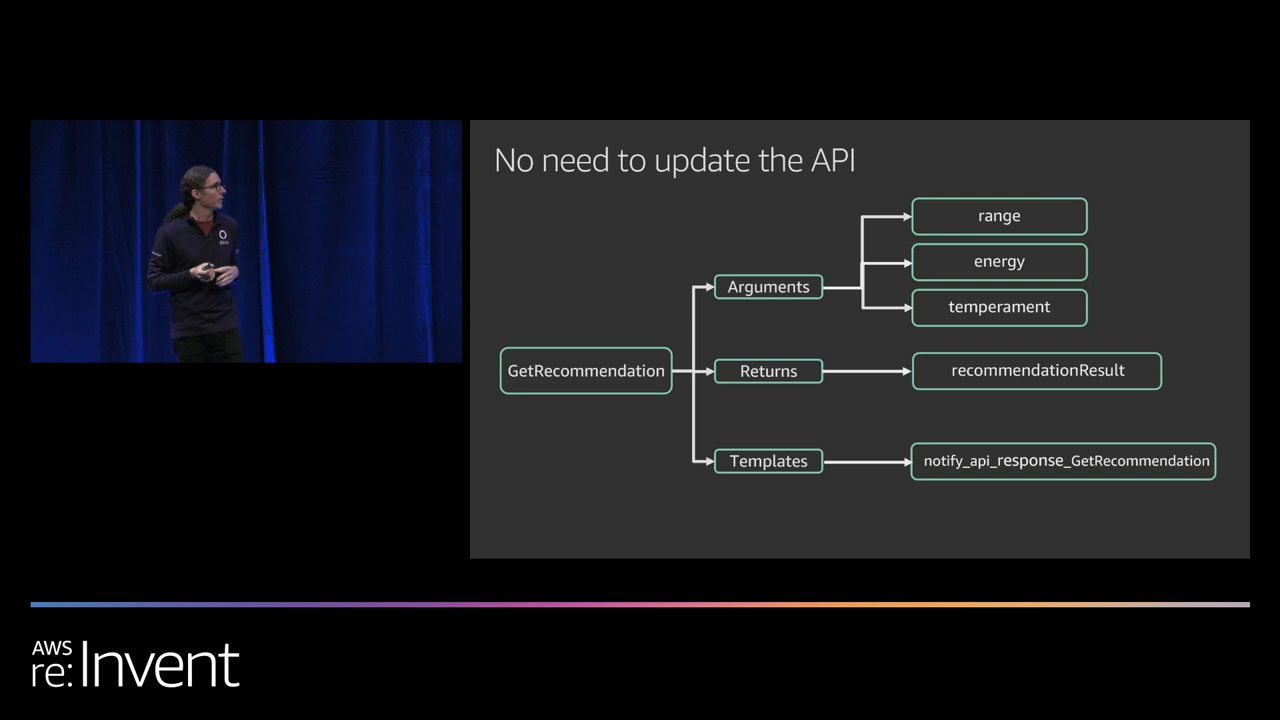 No need to update the API
range
energy
Arguments
temperament
GetRecommendation
Returns
recommendationResult
Templates
notify_api_response_GetRecommendation
AWS
re:Invent